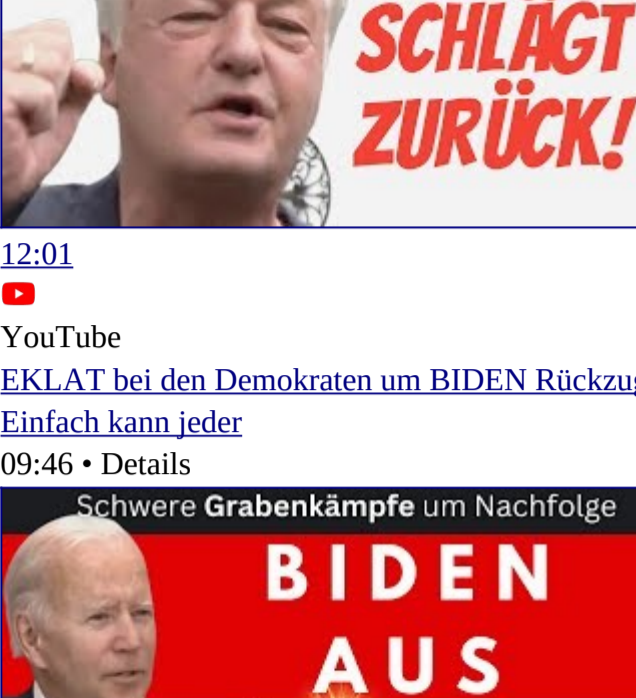 SCHLÄGT
ZURÜCK!
12:01
YouTube
EKLAT bei den Demokraten um BIDEN Rückzu
Einfach kann jeder
09:46 • Details
Schwere Grabenkämpfe um Nachfolge
BIDEN
AUS